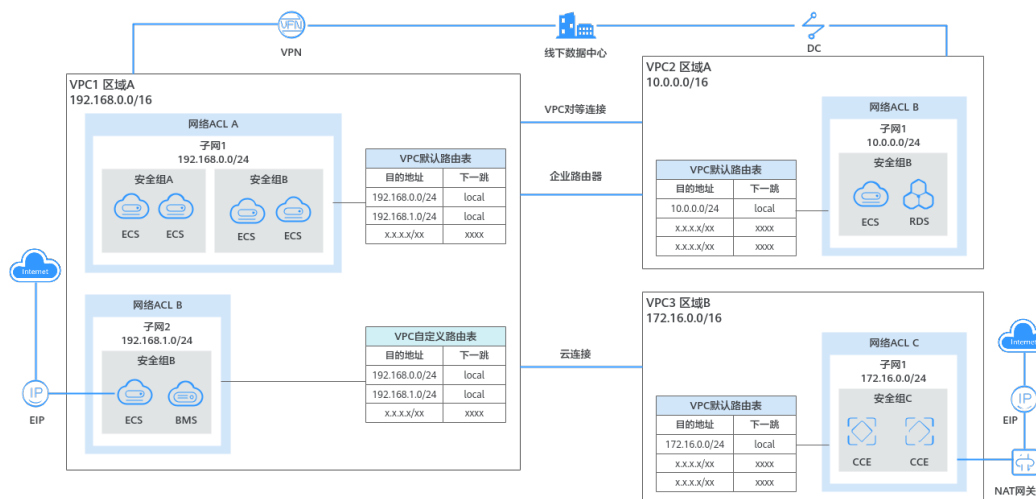 VPN
VPN
线下数据中心
DC
VPC1 区域A
192.168.0.0/16
网络ACL A
子网1
192.168.0.0/24
安全组A
ECS
ECS
安全组B
ECS
ECS
VPC默认路由表
目的地址 下一跳
192.168.0.0/24 local
192.168.1.0/24 local
x.x.x.x/xx xxxx
网络ACL B
子网2
192.168.1.0/24
安全组B
ECS
BMS
VPC自定义路由表
目的地址 下一跳
192.168.0.0/24 local
192.168.1.0/24 local
x.x.x.x/xx xxxx
Internet
IP
EIP
VPC对等连接
企业路由器
云连接
VPC2 区域A
10.0.0.0/16
VPC默认路由表
目的地址 下一跳
10.0.0.0/24 local
x.x.x.x/xx xxxx
x.x.x.x/xx xxxx
网络ACL B
子网1
10.0.0.0/24
安全组B
ECS
RDS
VPC3 区域B
172.16.0.0/16
VPC默认路由表
目的地址 下一跳
172.16.0.0/24 local
x.x.x.x/xx xxxx
x.x.x.x/xx xxxx
网络ACL C
子网1
172.16.0.0/24
安全组C
CCE
CCE
Internet
IP
EIP
NAT网关